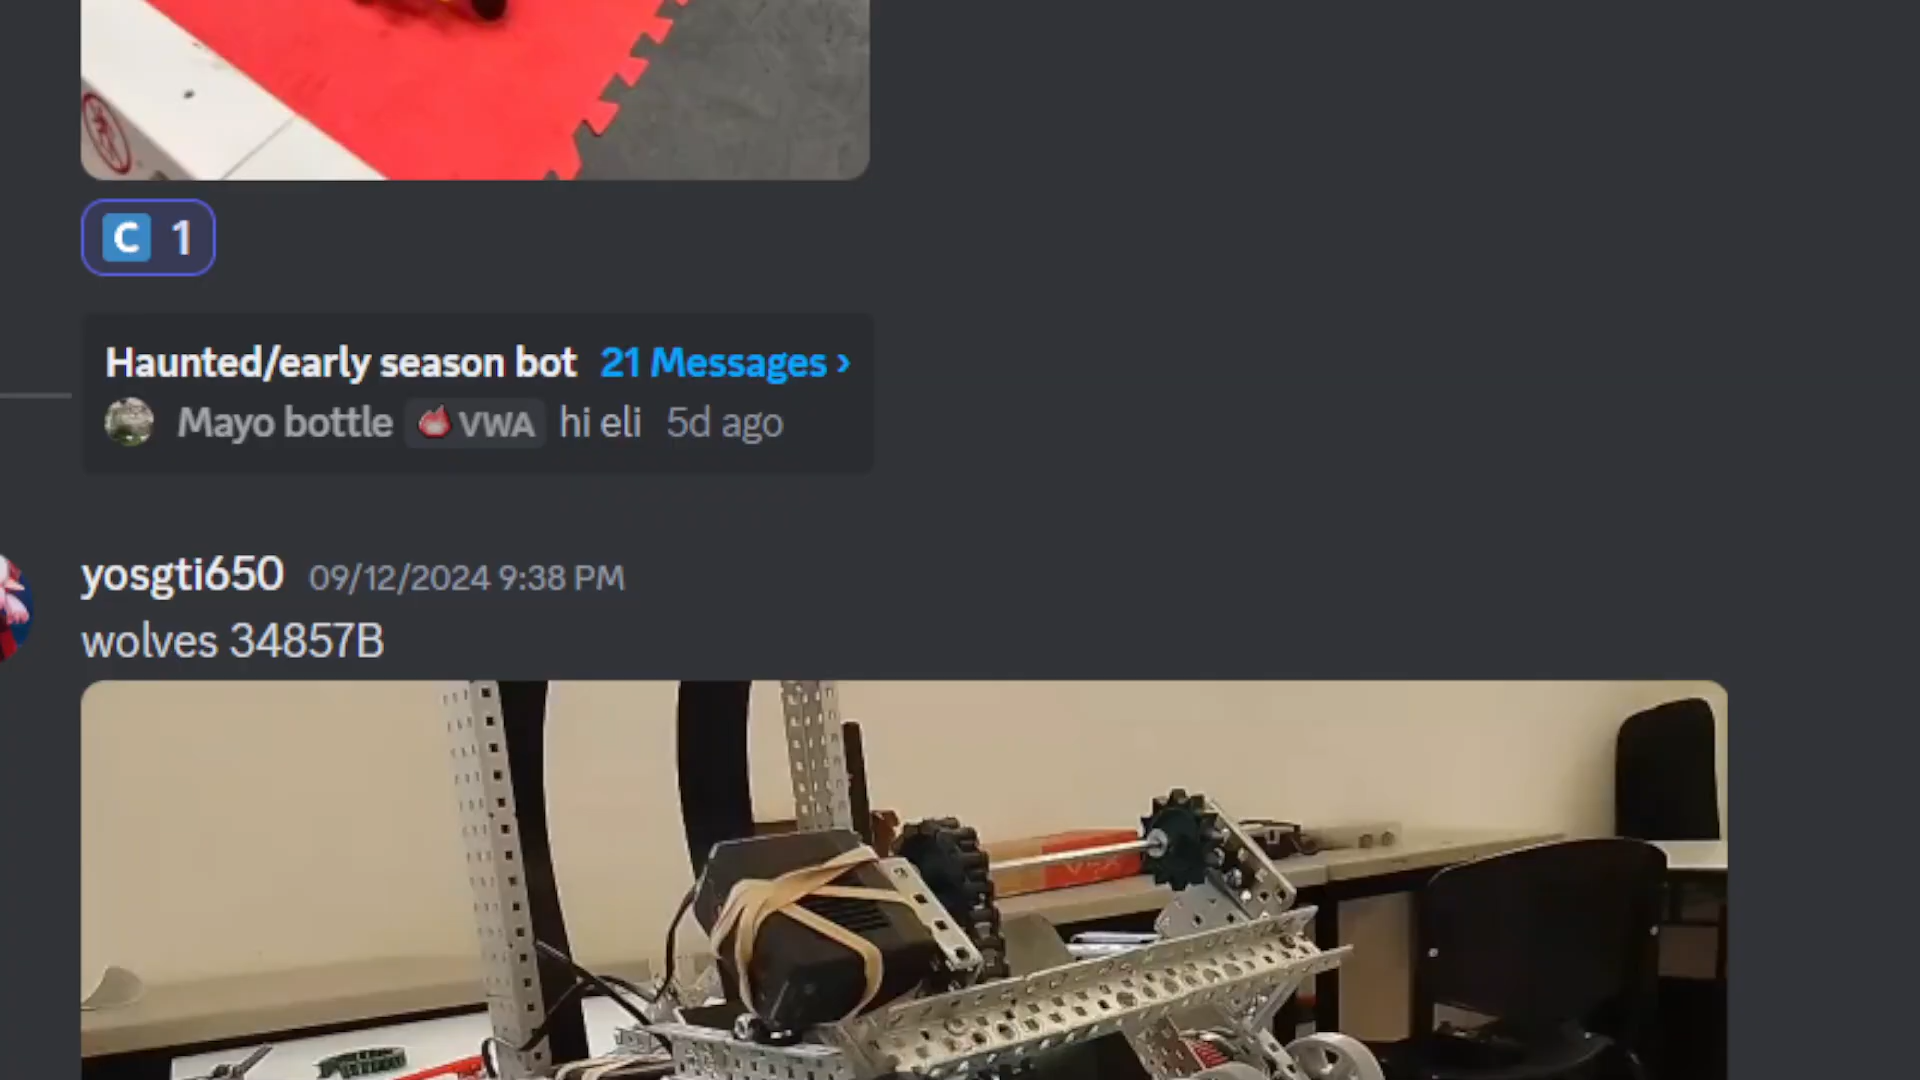 C 1
Haunted/early season bot 21 Messages ›
Mayo bottle VWA hi eli 5d ago
yosgti650 09/12/2024 9:38 PM
wolves 34857B
VEX